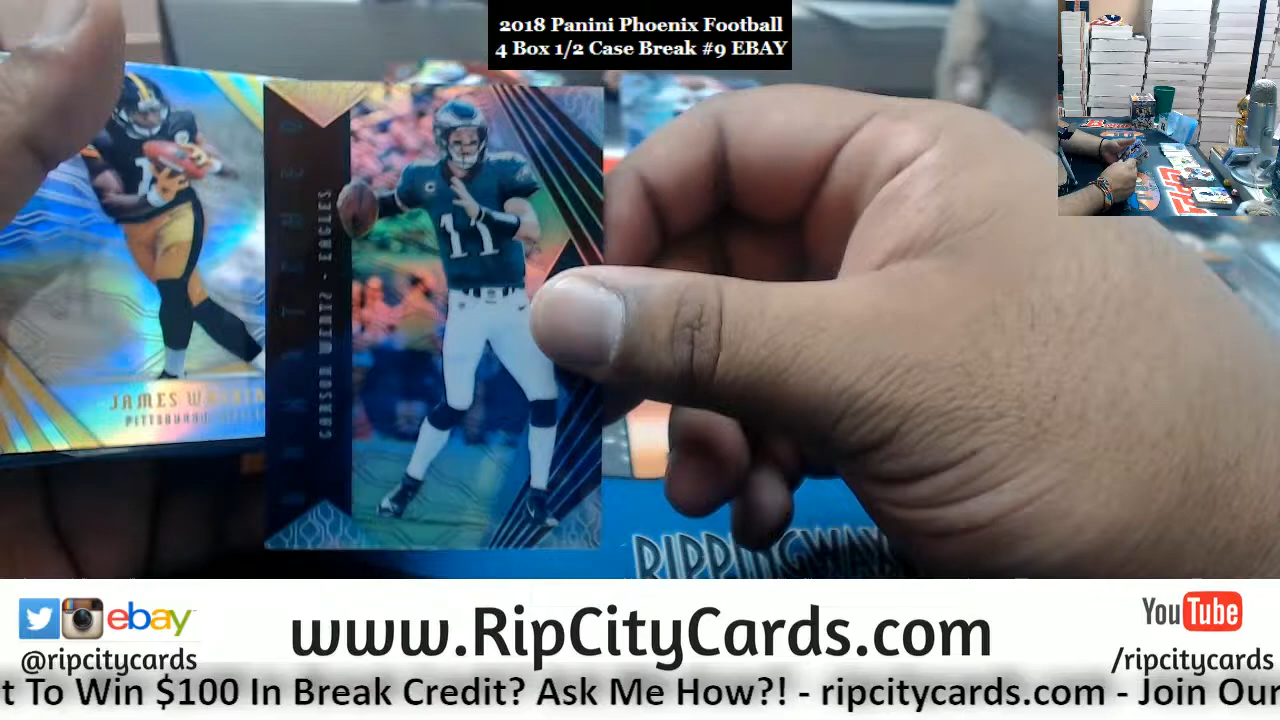 2018 Panini Phoenix Football
4 Box 1/2 Case Break #9 EBAY
11
CARSON WENTZ - EAGLES
JAMES
PITTSBURGH
RIPPINGWAX
ebay
www.RipCityCards.com
YouTube
@ripcitycards
/ripcitycards
t To Win $100 In Break Credit? Ask Me How?! - ripcitycards.com - Join Our